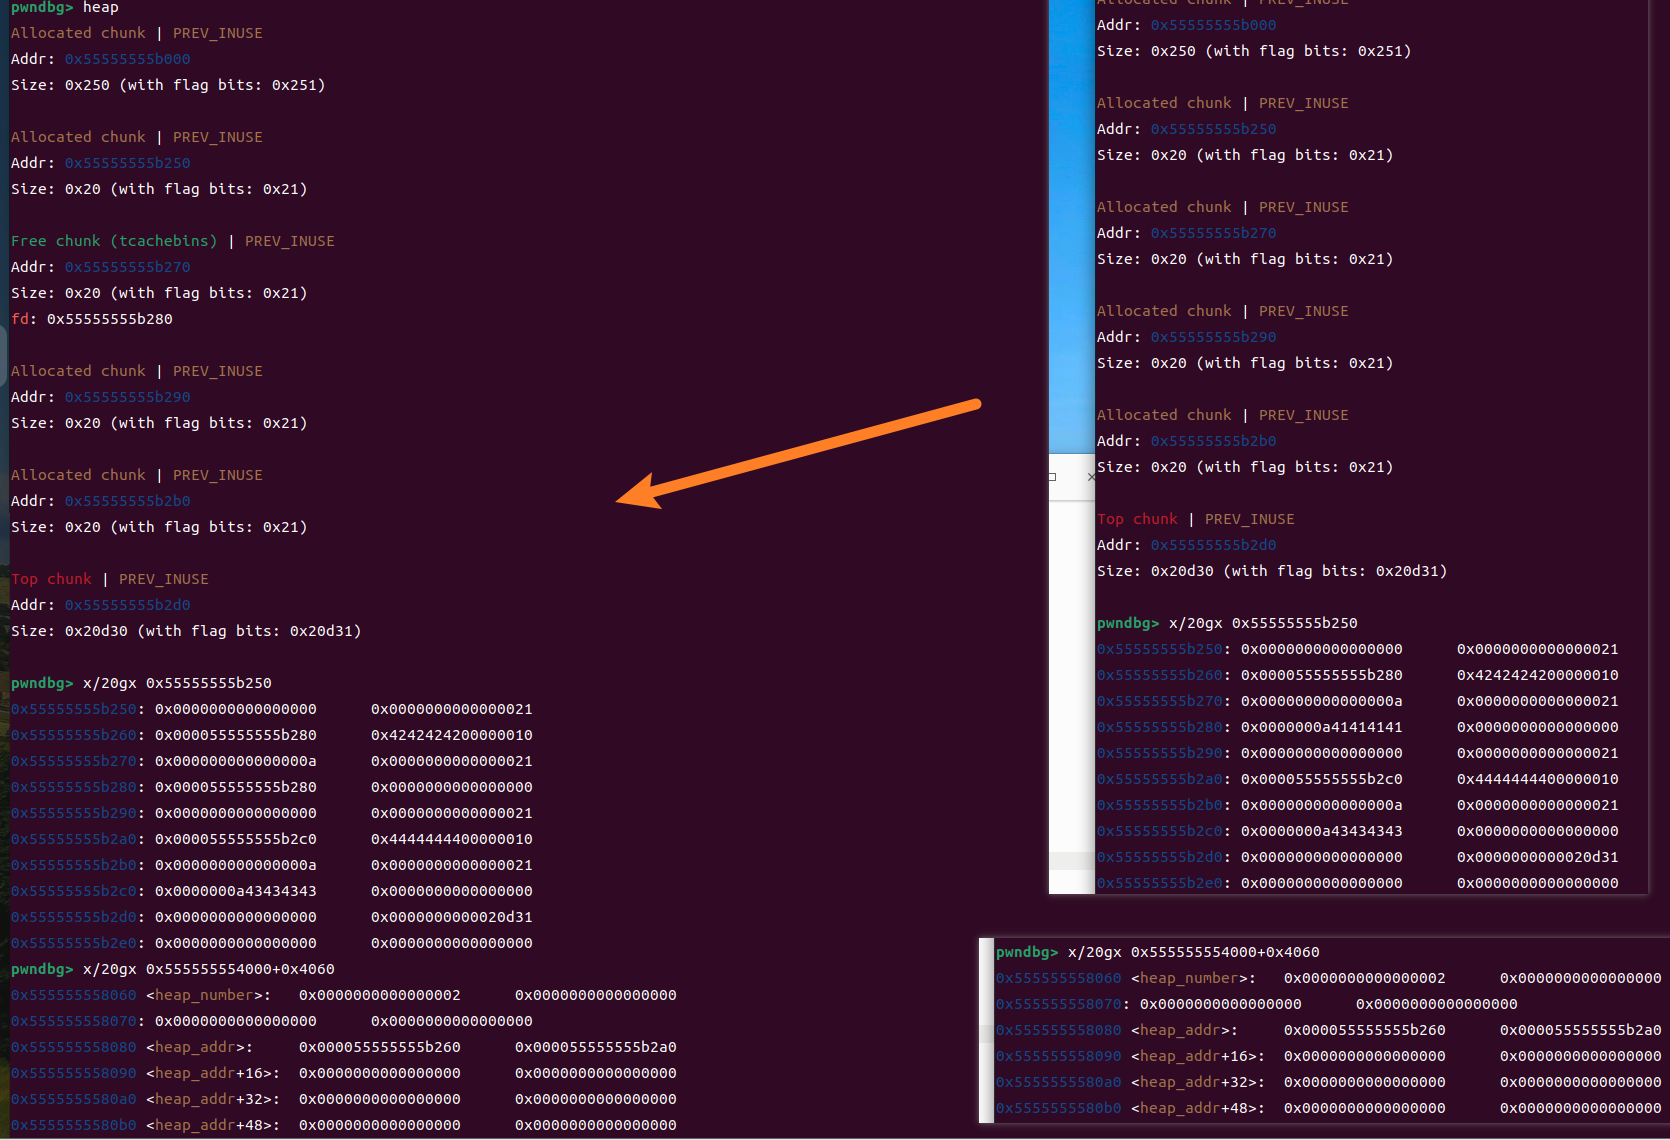 pwndbg> heap
Allocated chunk | PREV_INUSE
Addr: 0x55555555b000
Size: 0x250 (with flag bits: 0x251)
Allocated chunk | PREV_INUSE
Addr: 0x55555555b250
Size: 0x20 (with flag bits: 0x21)
Free chunk (tcachebins) | PREV_INUSE
Addr: 0x55555555b270
Size: 0x20 (with flag bits: 0x21)
fd: 0x55555555b280
Allocated chunk | PREV_INUSE
Addr: 0x55555555b290
Size: 0x20 (with flag bits: 0x21)
Allocated chunk | PREV_INUSE
Addr: 0x55555555b2b0
Size: 0x20 (with flag bits: 0x21)
Top chunk | PREV_INUSE
Addr: 0x55555555b2d0
Size: 0x20d30 (with flag bits: 0x20d31)
pwndbg> x/20gx 0x55555555b250
0x55555555b250: 0x0000000000000000 0x0000000000000021
0x55555555b260: 0x000055555555b280 0x4242424200000010
0x55555555b270: 0x000000000000000a 0x0000000000000021
0x55555555b280: 0x000055555555b280 0x0000000000000000
0x55555555b290: 0x0000000000000000 0x0000000000000021
0x55555555b2a0: 0x000055555555b2c0 0x4444444400000010
0x55555555b2b0: 0x000000000000000a 0x0000000000000021
0x55555555b2c0: 0x0000000a43434343 0x0000000000000000
0x55555555b2d0: 0x0000000000000000 0x0000000000020d31
0x55555555b2e0: 0x0000000000000000 0x0000000000000000
pwndbg> x/20gx 0x555555554000+0x4060
0x555555558060 <heap_number>: 0x0000000000000002 0x0000000000000000
0x555555558070: 0x0000000000000000 0x0000000000000000
0x555555558080 <heap_addr>: 0x000055555555b260 0x000055555555b2a0
0x555555558090 <heap_addr+16>: 0x0000000000000000 0x0000000000000000
0x5555555580a0 <heap_addr+32>: 0x0000000000000000 0x0000000000000000
0x5555555580b0 <heap_addr+48>: 0x0000000000000000 0x0000000000000000
Allocated chunk | PREV_INUSE
Addr: 0x55555555b000
Size: 0x250 (with flag bits: 0x251)
Allocated chunk | PREV_INUSE
Addr: 0x55555555b250
Size: 0x20 (with flag bits: 0x21)
Allocated chunk | PREV_INUSE
Addr: 0x55555555b270
Size: 0x20 (with flag bits: 0x21)
Allocated chunk | PREV_INUSE
Addr: 0x55555555b290
Size: 0x20 (with flag bits: 0x21)
Allocated chunk | PREV_INUSE
Addr: 0x55555555b2b0
Size: 0x20 (with flag bits: 0x21)
Top chunk | PREV_INUSE
Addr: 0x55555555b2d0
Size: 0x20d30 (with flag bits: 0x20d31)
pwndbg> x/20gx 0x55555555b250
0x55555555b250: 0x0000000000000000 0x0000000000000021
0x55555555b260: 0x000055555555b280 0x4242424200000010
0x55555555b270: 0x000000000000000a 0x0000000000000021
0x55555555b280: 0x0000000a41414141 0x0000000000000000
0x55555555b290: 0x0000000000000000 0x0000000000000021
0x55555555b2a0: 0x000055555555b2c0 0x4444444400000010
0x55555555b2b0: 0x000000000000000a 0x0000000000000021
0x55555555b2c0: 0x0000000a43434343 0x0000000000000000
0x55555555b2d0: 0x0000000000000000 0x0000000000020d31
0x55555555b2e0: 0x0000000000000000 0x0000000000000000
pwndbg> x/20gx 0x555555554000+0x4060
0x555555558060 <heap_number>: 0x0000000000000002 0x0000000000000000
0x555555558070: 0x0000000000000000 0x0000000000000000
0x555555558080 <heap_addr>: 0x000055555555b260 0x000055555555b2a0
0x555555558090 <heap_addr+16>: 0x0000000000000000 0x0000000000000000
0x5555555580a0 <heap_addr+32>: 0x0000000000000000 0x0000000000000000
0x5555555580b0 <heap_addr+48>: 0x0000000000000000 0x0000000000000000